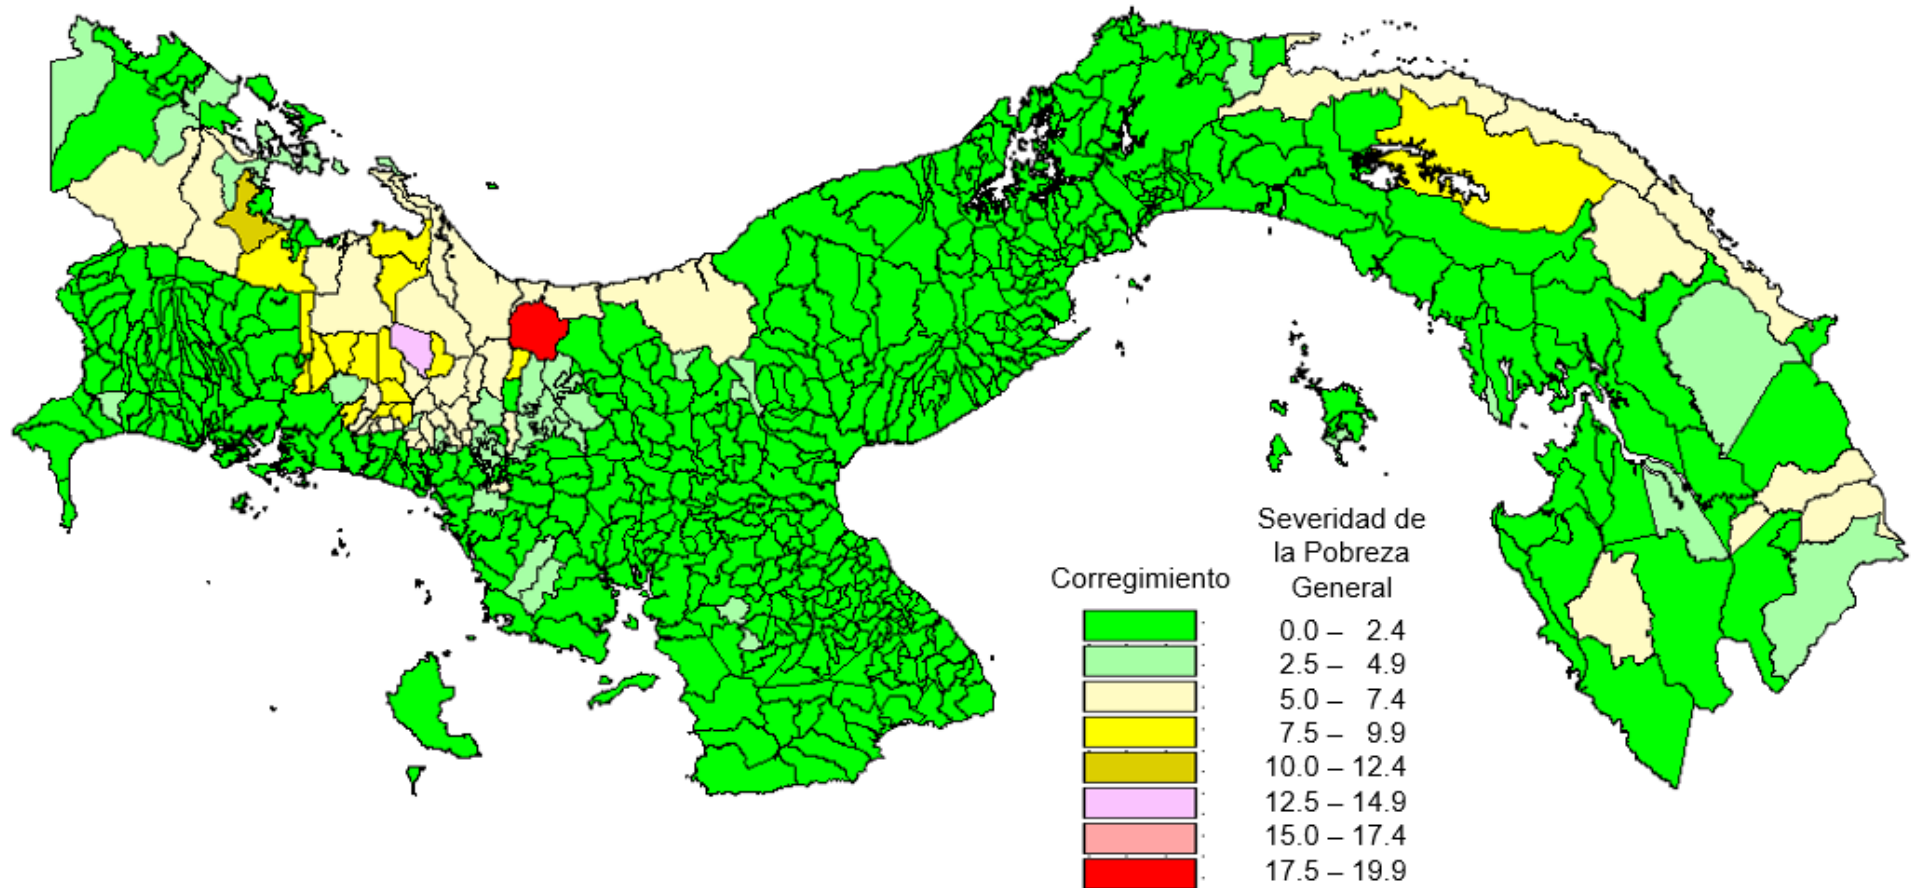 Severidad de
la Pobreza
General
Corregimiento
0.0 – 2.4
2.5 – 4.9
5.0 – 7.4
7.5 – 9.9
10.0 – 12.4
12.5 – 14.9
15.0 – 17.4
17.5 – 19.9